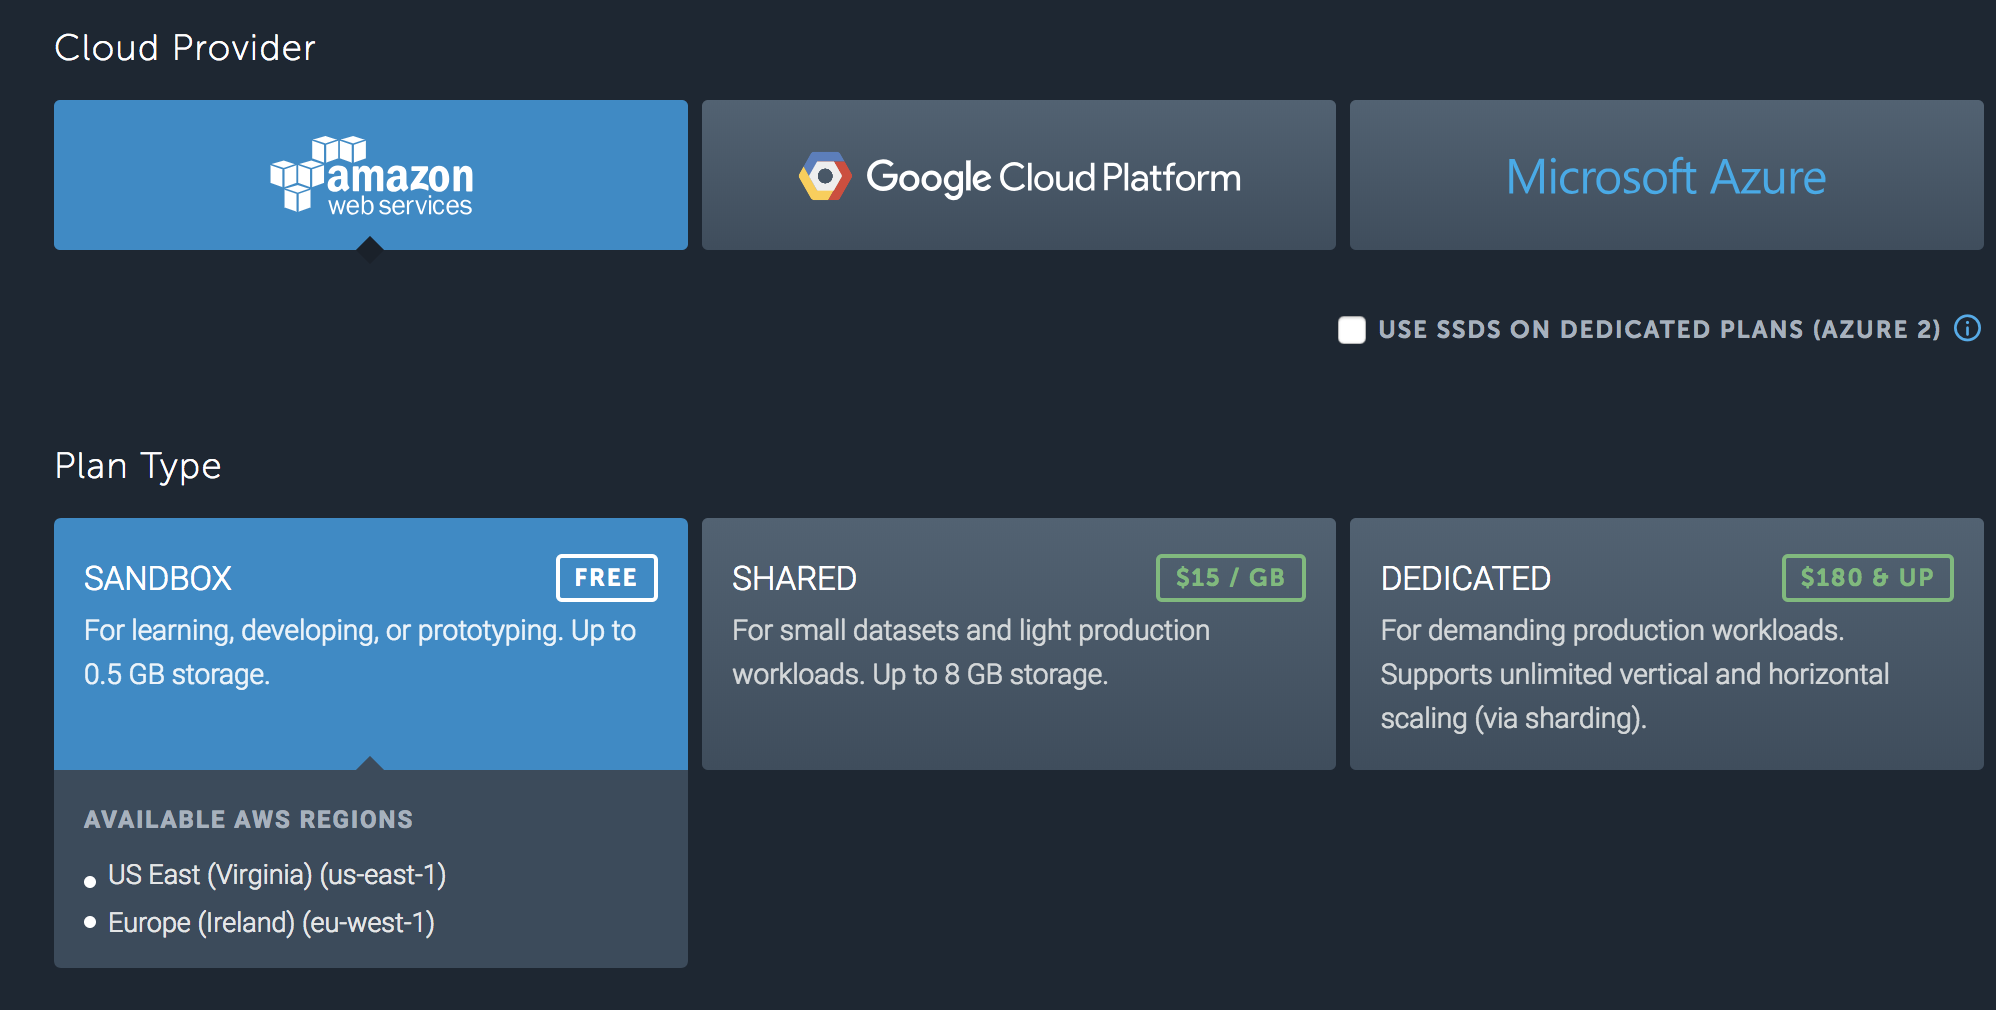 Cloud Provider
amazon
web services
Google Cloud Platform
Microsoft Azure
USE SSDS ON DEDICATED PLANS (AZURE 2)
Plan Type
SANDBOX
FREE
For learning, developing, or prototyping. Up to
0.5 GB storage.
SHARED
$15 / GB
For small datasets and light production
workloads. Up to 8 GB storage.
DEDICATED
$180 & UP
For demanding production workloads.
Supports unlimited vertical and horizontal
scaling (via sharding).
AVAILABLE AWS REGIONS
US East (Virginia) (us-east-1)
Europe (Ireland) (eu-west-1)